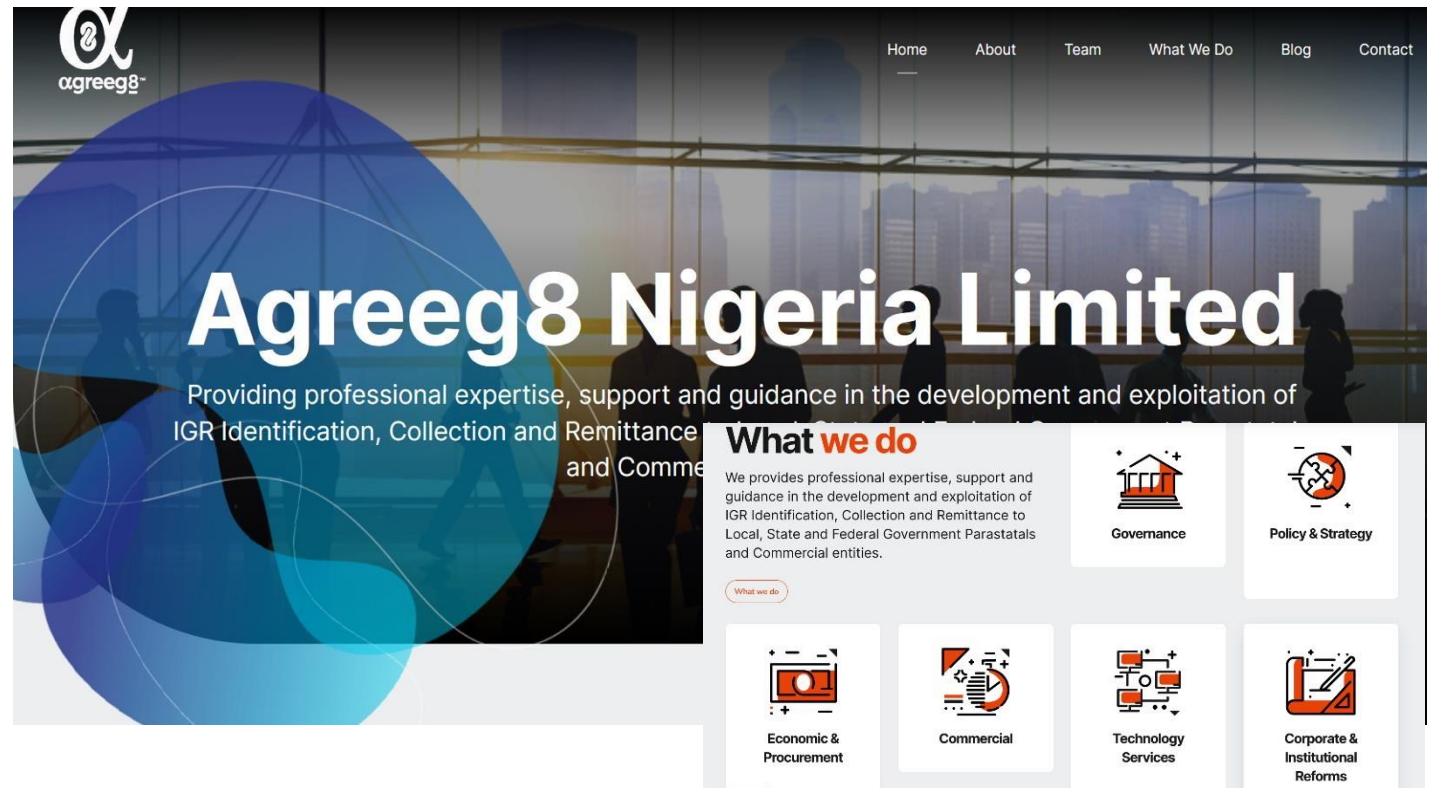 αgreeg8™
Home About Team What We Do Blog Contact
Agreeg8 Nigeria Limited
Providing professional expertise, support and guidance in the development and exploitation of
IGR Identification, Collection and Remittance
and Comme
What we do
We provides professional expertise, support and
guidance in the development and exploitation of
IGR Identification, Collection and Remittance to
Local, State and Federal Government Parastatals
and Commercial entities.
What we do
Governance
Policy & Strategy
Economic &
Procurement
Commercial
Technology
Services
Corporate &
Institutional
Reforms